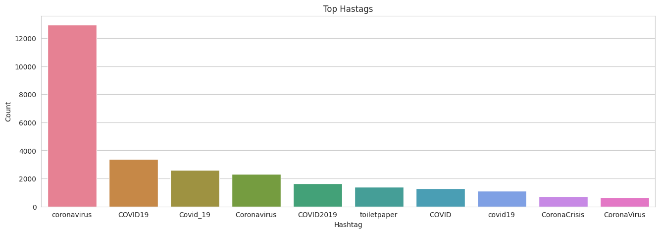 Top Hastags
Count
12000
10000
8000
6000
4000
2000
0
coronavirus COVID19 Covid_19 Coronavirus COVID2019 toiletpaper COVID covid19 CoronaCrisis CoronaVirus
Hashtag